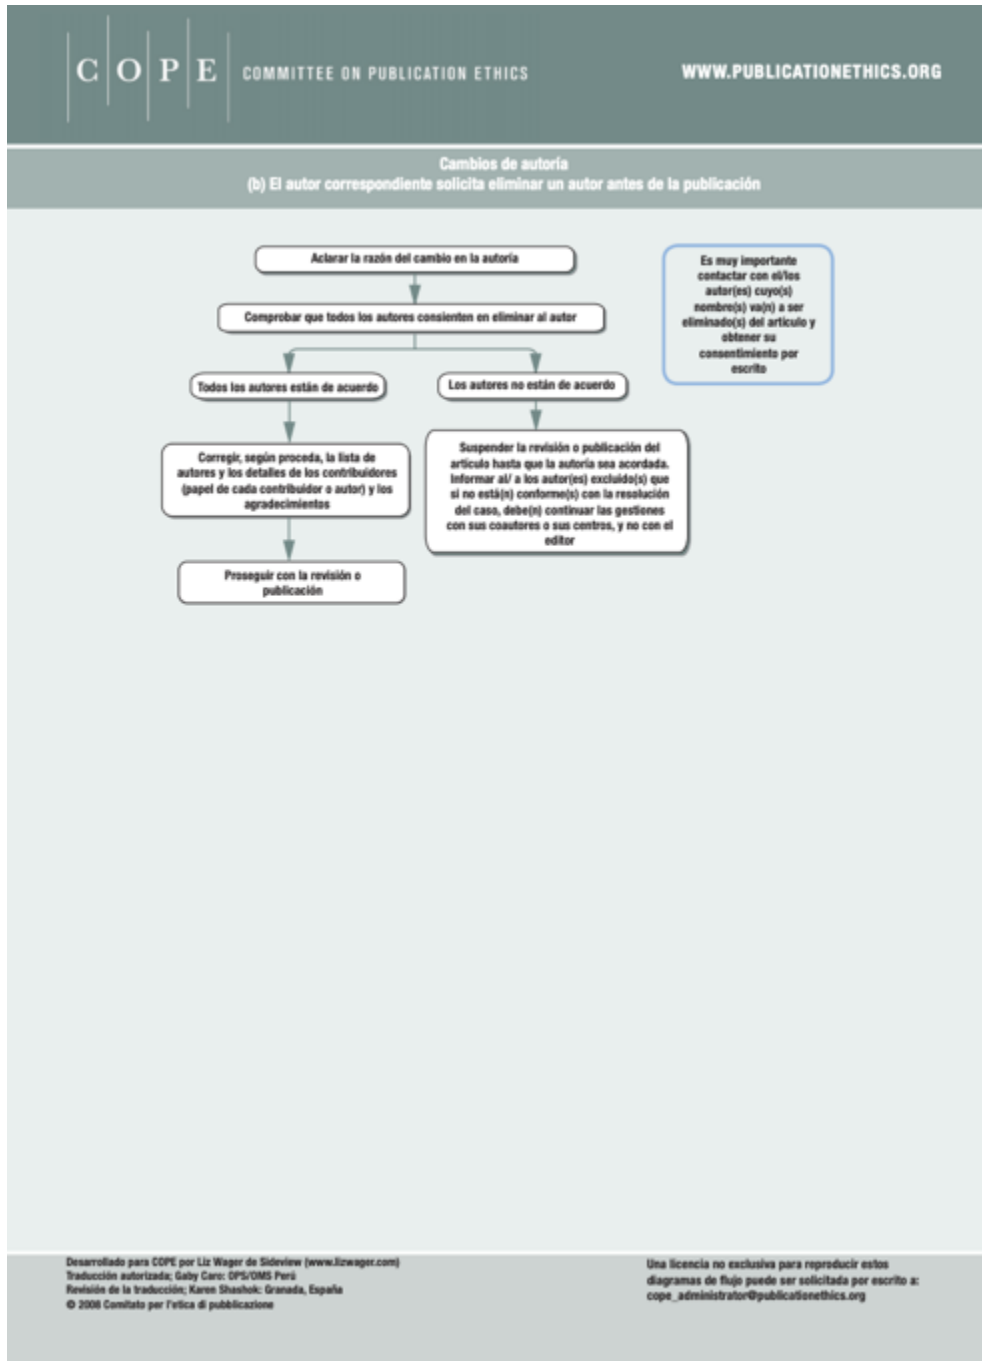 COPE COMMITTEE ON PUBLICATION ETHICS
WWW.PUBLICATIONETHICS.ORG
Cambios de autoría
(b) El autor correspondiente solicita eliminar un autor antes de la publicación
Aclarar la razón del cambio en la autoría
Comprobar que todos los autores consienten en eliminar al autor
Es muy importante
contactar con el/los
autor(es) cuyo(s)
nombre(s) va(n) a ser
eliminado(s) del artículo y
obtener su
consentimiento por
escrito
Todos los autores están de acuerdo
Los autores no están de acuerdo
Corregir, según proceda, la lista de
autores y los detalles de los contribuidores
(papel de cada contribuidor o autor) y los
agradecimientos
Suspender la revisión o publicación del
artículo hasta que la autoría sea acordada.
Informar al/ a los autor(es) excluido(s) que
si no está(n) conforme(s) con la resolución
del caso, debe(n) continuar las gestiones
con sus coautores o sus centros, y no con el
editor
Proseguir con la revisión o
publicación
Desarrollado para COPE por Liz Wager de Sideview (www.lizwager.com)
Traducción autorizada; Gaby Caro: OPS/OMS Perú
Revisión de la traducción; Karen Shashok: Granada, España
© 2008 Comitato per l'etica di pubblicazione
Una licencia no exclusiva para reproducir estos
diagramas de flujo puede ser solicitada por escrito a:
cope_administrator@publicationethics.org